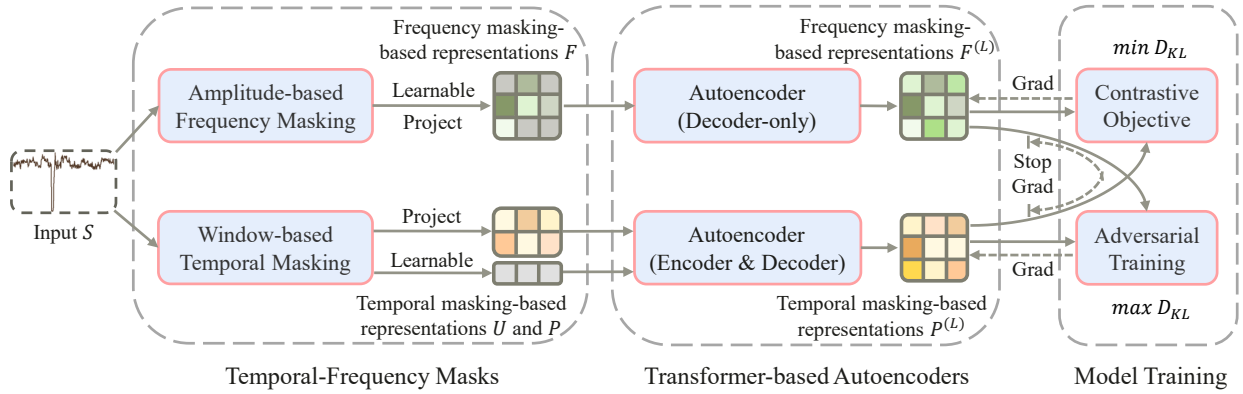 Frequency masking-
based representations F
Amplitude-based
Frequency Masking
Learnable
Project
Input S
Window-based
Temporal Masking
Project
Learnable
Temporal masking-based
representations U and P
Temporal-Frequency Masks
Frequency masking-
based representations F^(L)
Autoencoder
(Decoder-only)
Autoencoder
(Encoder & Decoder)
Temporal masking-based
representations P^(L)
Transformer-based Autoencoders
min D_KL
Grad
Contrastive
Objective
Stop
Grad
Adversarial
Training
Grad
max D_KL
Model Training